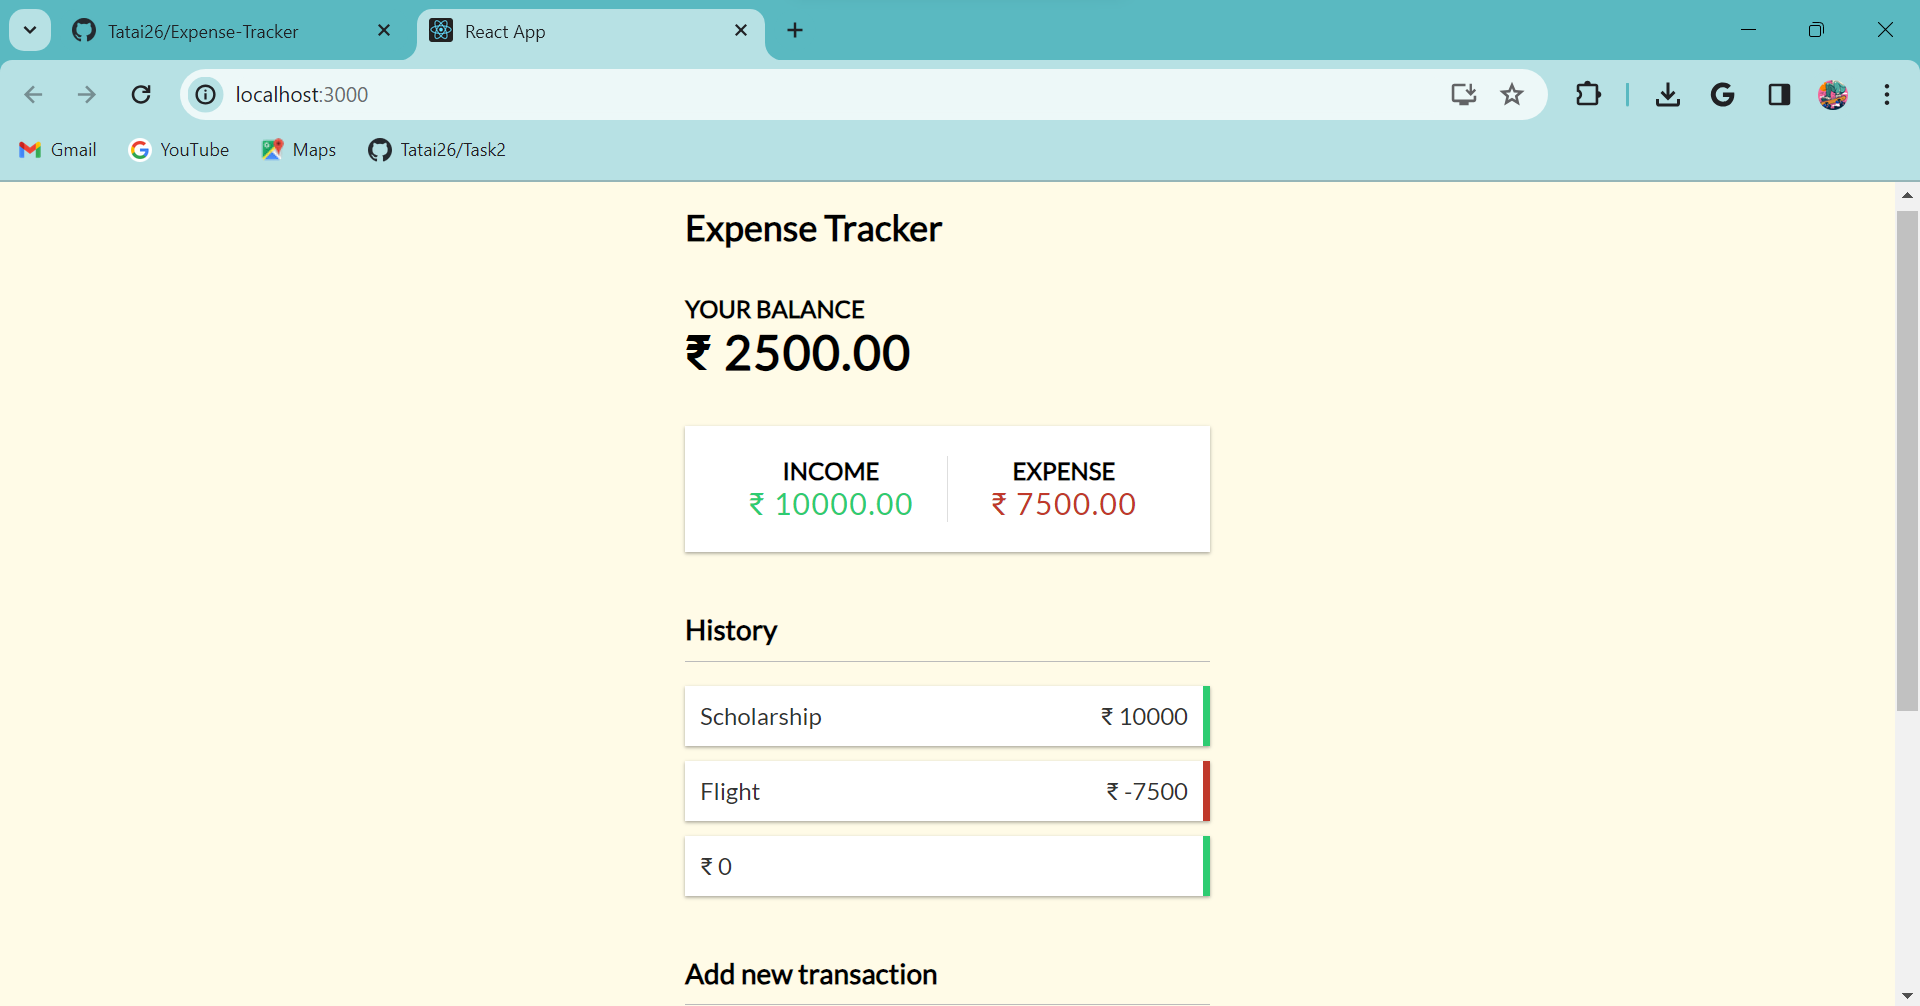 Tatai26/Expense-Tracker
React App
localhost:3000
Gmail
YouTube
Maps
Tatai26/Task2
Expense Tracker
YOUR BALANCE
₹ 2500.00
INCOME
₹ 10000.00
EXPENSE
₹ 7500.00
History
Scholarship ₹ 10000
Flight ₹ -7500
₹ 0
Add new transaction